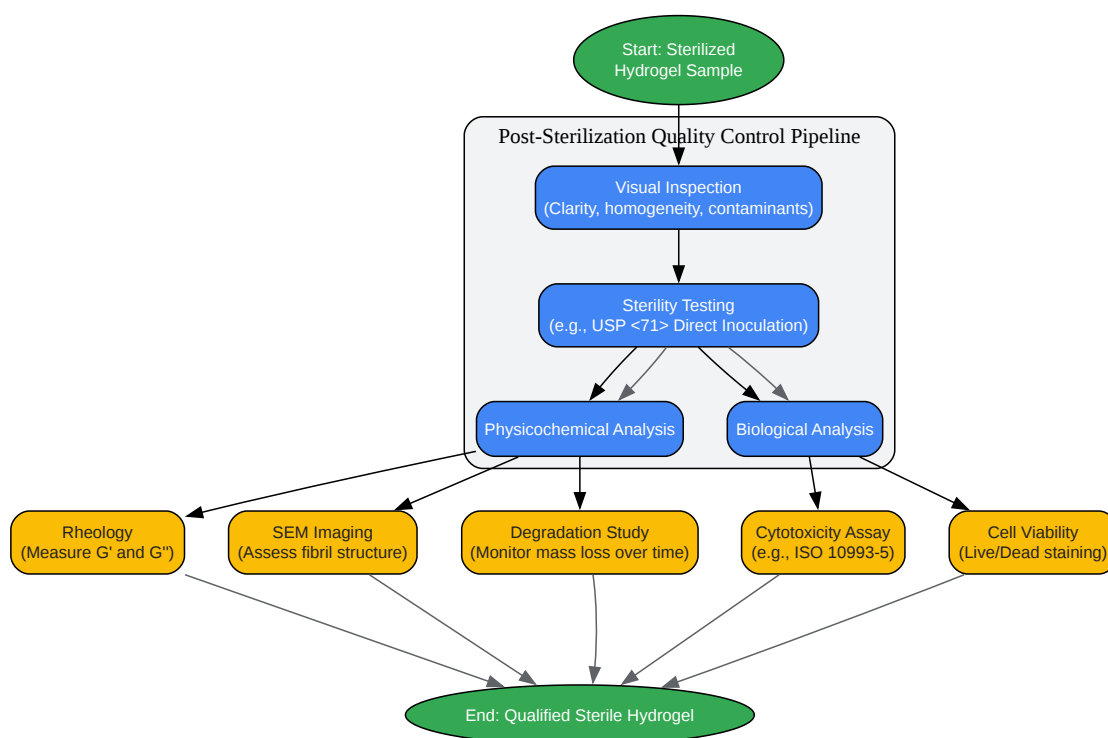 Start: Sterilized
Hydrogel Sample
Post-Sterilization Quality Control Pipeline
Visual Inspection
(Clarity, homogeneity, contaminants)
Sterility Testing
(e.g., USP <71> Direct Inoculation)
Physicochemical Analysis
Biological Analysis
Rheology
(Measure G' and G'')
SEM Imaging
(Assess fibril structure)
Degradation Study
(Monitor mass loss over time)
Cytotoxicity Assay
(e.g., ISO 10993-5)
Cell Viability
(Live/Dead staining)
End: Qualified Sterile Hydrogel